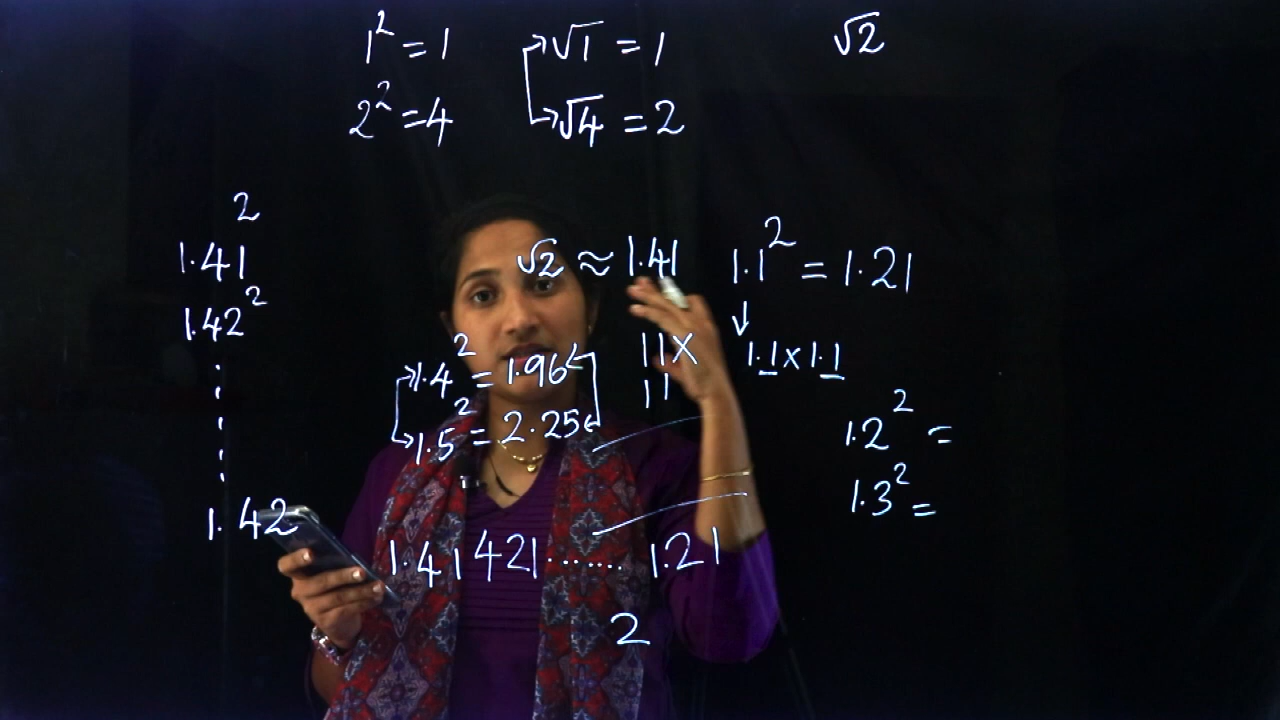 1² = 1 √1 = 1 √2
2² = 4 √4 = 2
1.41²
1.42²
1.42
√2 ≈ 1.41
1.4² = 1.96
1.5² = 2.25
11 ×
11
1.41421....... 1.21
2
1.1² = 1.21
1.1 × 1.1
1.2² =
1.3² =